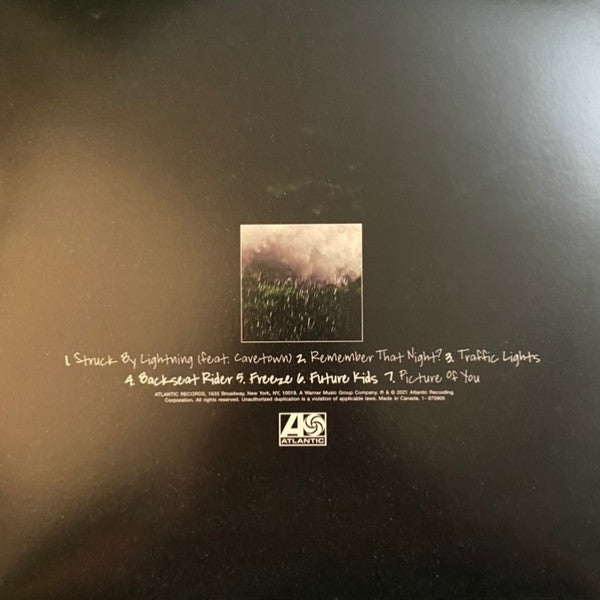 1. Struck By Lightning (feat. Cavetown) 2. Remember That Night? 3. Traffic Lights
4. Backseat Rider 5. Freeze 6. Future Kids 7. Picture Of You
ATLANTIC RECORDS, 1633 Broadway, New York, NY, 10019. A Warner Music Group Company. ℗ & © 2021 Atlantic Recording
Corporation. All rights reserved. Unauthorized duplication is a violation of applicable laws. Made in Canada. 1- 670905
ATLANTIC